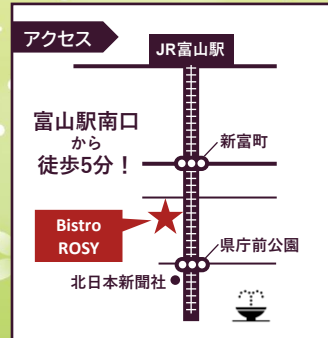 アクセス
JR富山駅
富山駅南口
から
徒歩5分！
新富町
Bistro
ROSY
県庁前公園
北日本新聞社